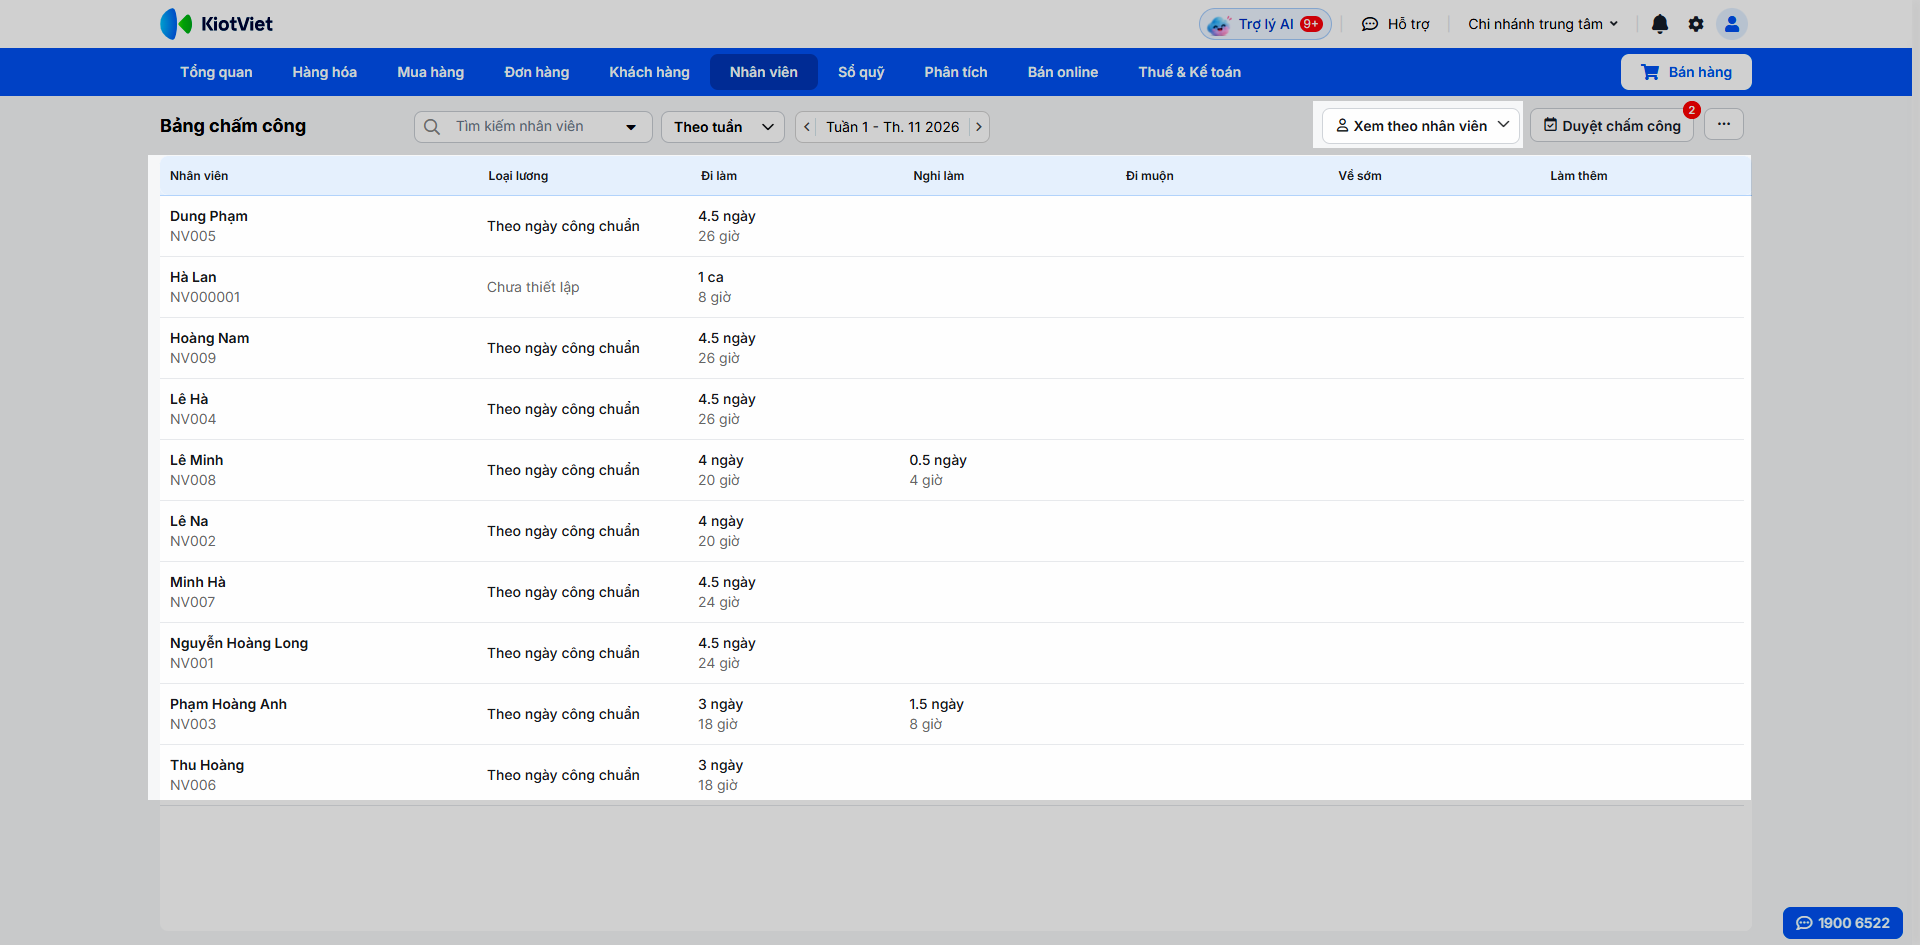 KiotViet
Trợ lý AI 9+
Hỗ trợ
Chi nhánh trung tâm
Tổng quan Hàng hóa Mua hàng Đơn hàng Khách hàng Nhân viên Sổ quỹ Phân tích Bán online Thuế & Kế toán Bán hàng
Bảng chấm công Tìm kiếm nhân viên Theo tuần Tuần 1 - Th. 11 2026 Xem theo nhân viên Duyệt chấm công 2
Nhân viên Loại lương Đi làm Nghỉ làm Đi muộn Về sớm Làm thêm
Dung Phạm
NV005
Theo ngày công chuẩn
4.5 ngày
26 giờ
Hà Lan
NV000001
Chưa thiết lập
1 ca
8 giờ
Hoàng Nam
NV009
Theo ngày công chuẩn
4.5 ngày
26 giờ
Lê Hà
NV004
Theo ngày công chuẩn
4.5 ngày
26 giờ
Lê Minh
NV008
Theo ngày công chuẩn
4 ngày
20 giờ
0.5 ngày
4 giờ
Lê Na
NV002
Theo ngày công chuẩn
4 ngày
20 giờ
Minh Hà
NV007
Theo ngày công chuẩn
4.5 ngày
24 giờ
Nguyễn Hoàng Long
NV001
Theo ngày công chuẩn
4.5 ngày
24 giờ
Phạm Hoàng Anh
NV003
Theo ngày công chuẩn
3 ngày
18 giờ
1.5 ngày
8 giờ
Thu Hoàng
NV006
Theo ngày công chuẩn
3 ngày
18 giờ
1900 6522